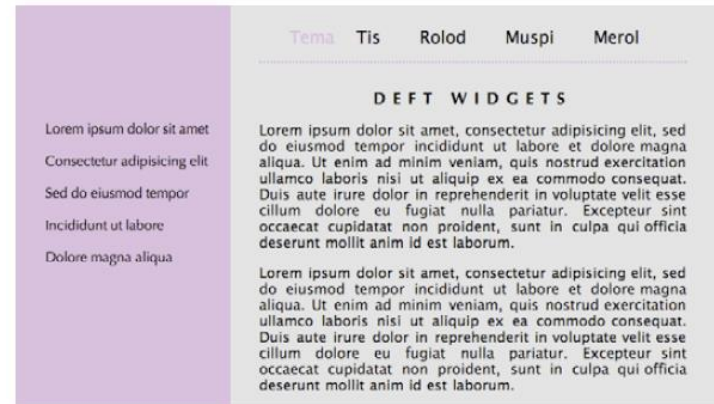 Tema Tis Rolod Muspi Merol
Lorem ipsum dolor sit amet
Consectetur adipisicing elit
Sed do eiusmod tempor
Incididunt ut labore
Dolore magna aliqua
DEFT WIDGETS
Lorem ipsum dolor sit amet, consectetur adipisicing elit, sed
do eiusmod tempor incididunt ut labore et dolore magna
aliqua. Ut enim ad minim veniam, quis nostrud exercitation
ullamco laboris nisi ut aliquip ex ea commodo consequat.
Duis aute irure dolor in reprehenderit in voluptate velit esse
cillum dolore eu fugiat nulla pariatur. Excepteur sint
occaecat cupidatat non proident, sunt in culpa qui officia
deserunt mollit anim id est laborum.
Lorem ipsum dolor sit amet, consectetur adipisicing elit, sed
do eiusmod tempor incididunt ut labore et dolore magna
aliqua. Ut enim ad minim veniam, quis nostrud exercitation
ullamco laboris nisi ut aliquip ex ea commodo consequat.
Duis aute irure dolor in reprehenderit in voluptate velit esse
cillum dolore eu fugiat nulla pariatur. Excepteur sint
occaecat cupidatat non proident, sunt in culpa qui officia
deserunt mollit anim id est laborum.